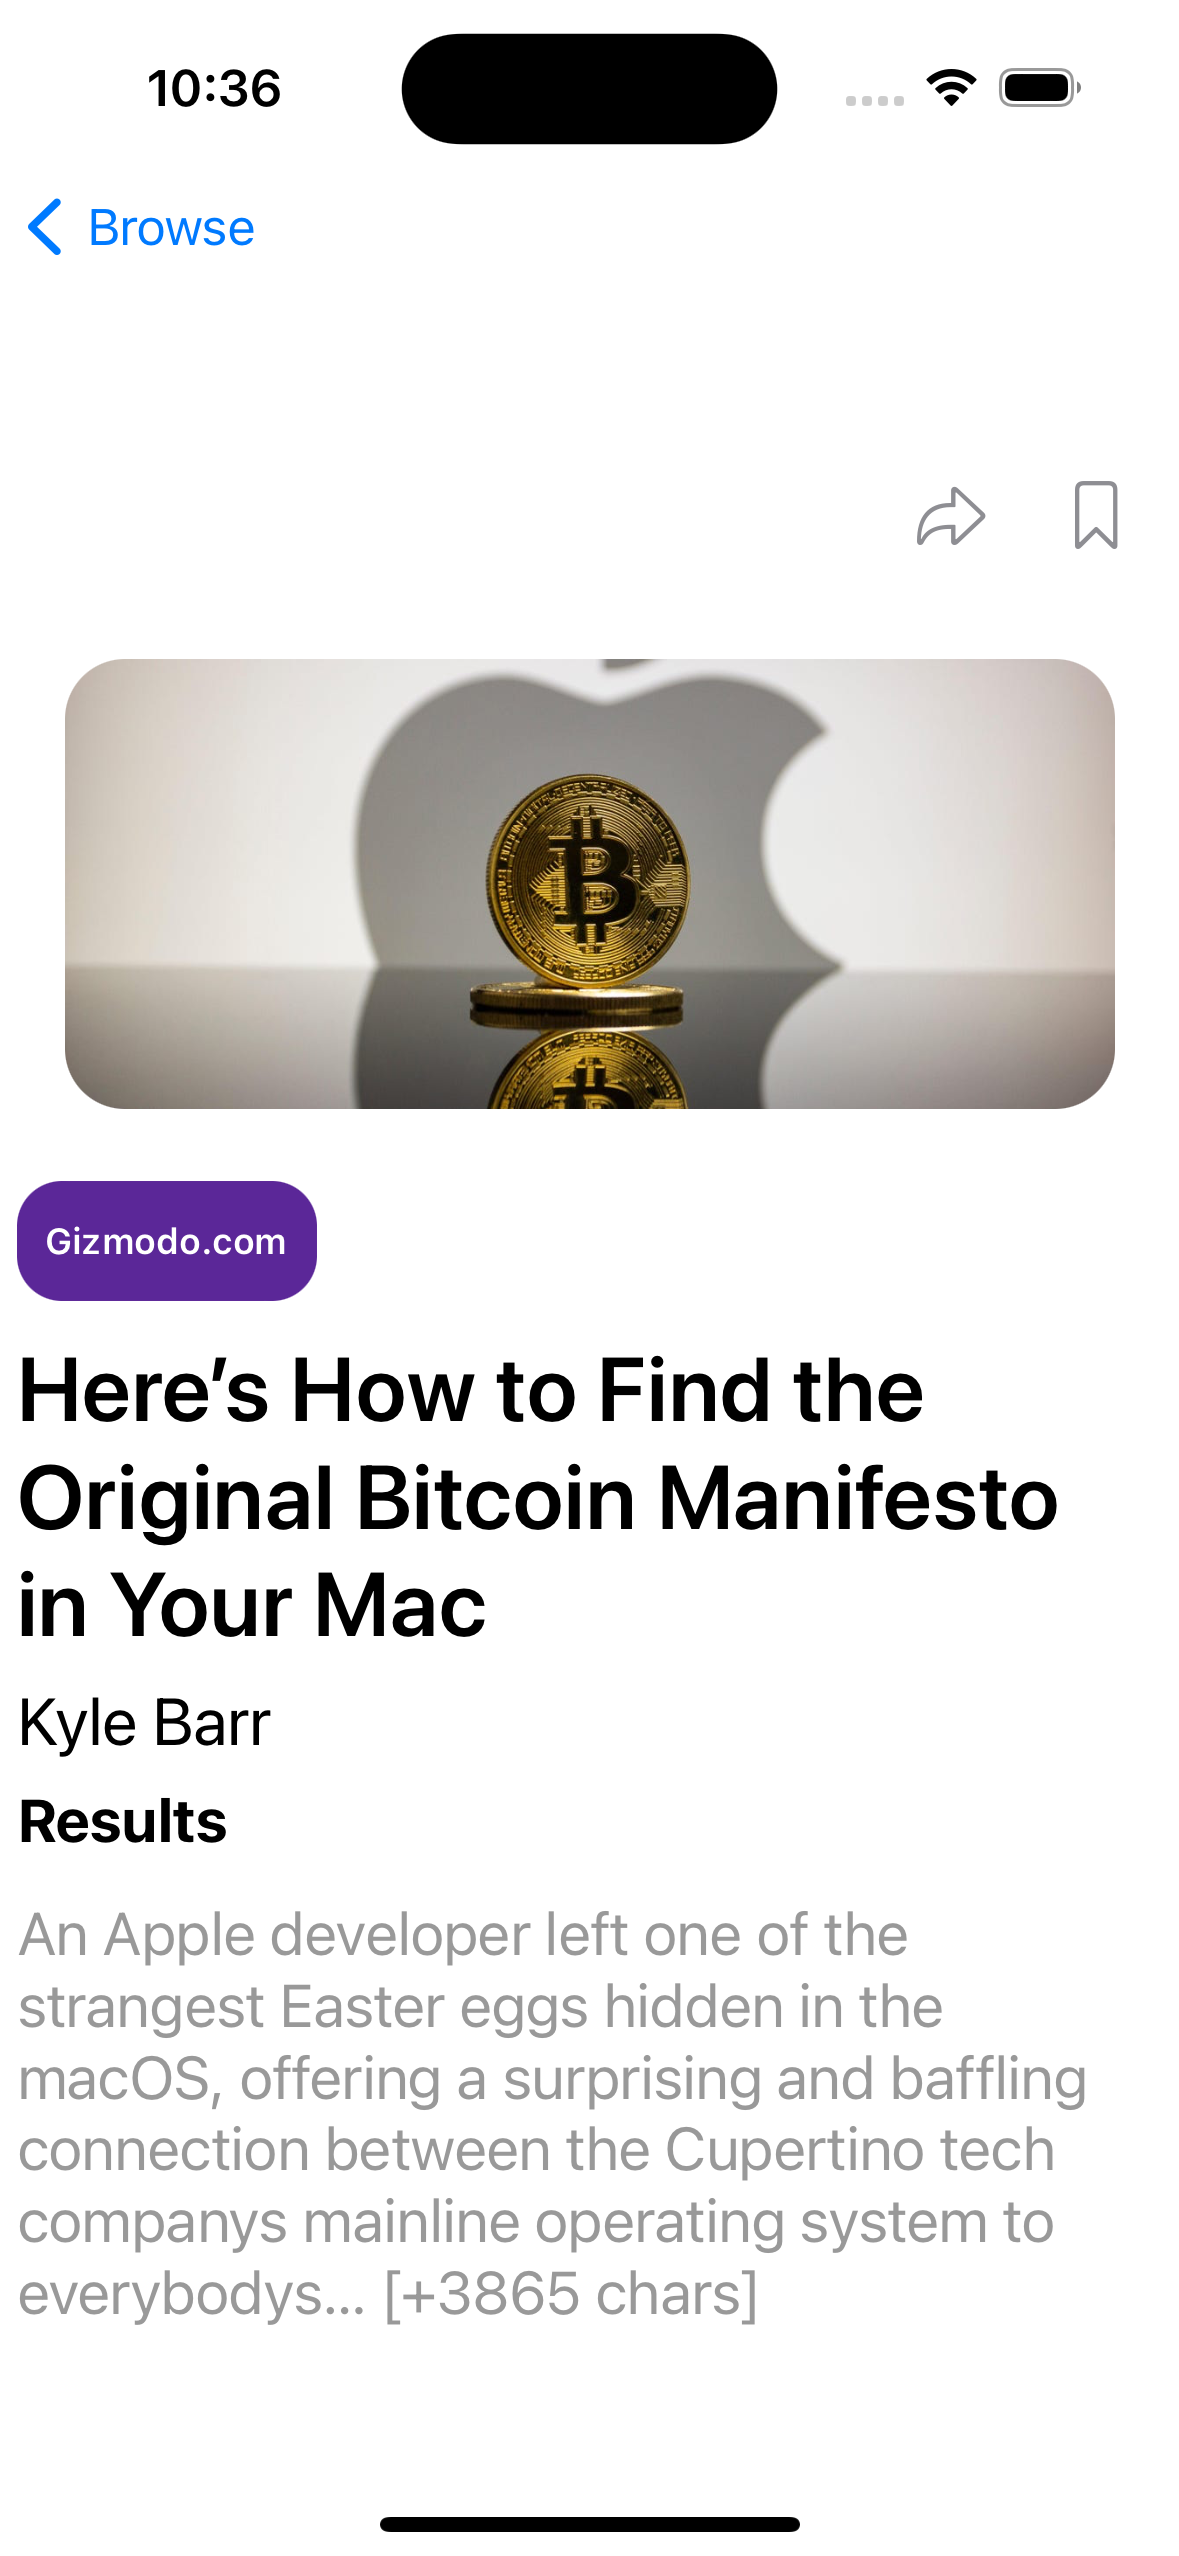 10:36
Browse
Gizmodo.com
Here’s How to Find the
Original Bitcoin Manifesto
in Your Mac
Kyle Barr
Results
An Apple developer left one of the
strangest Easter eggs hidden in the
macOS, offering a surprising and baffling
connection between the Cupertino tech
companys mainline operating system to
everybodys… [+3865 chars]